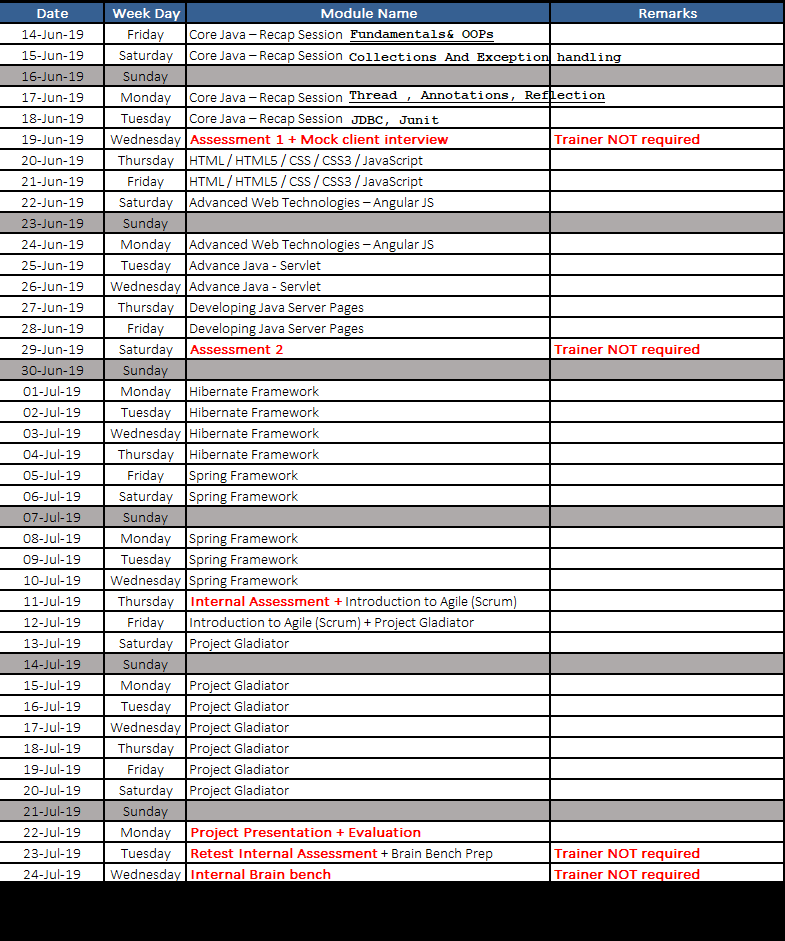 Date Week Day Module Name Remarks
14-Jun-19 Friday Core Java – Recap Session Fundamentals& OOPs
15-Jun-19 Saturday Core Java – Recap Session Collections And Exception handling
16-Jun-19 Sunday
17-Jun-19 Monday Core Java – Recap Session Thread , Annotations, Reflection
18-Jun-19 Tuesday Core Java – Recap Session JDBC, Junit
19-Jun-19 Wednesday Assessment 1 + Mock client interview Trainer NOT required
20-Jun-19 Thursday HTML / HTML5 / CSS / CSS3 / JavaScript
21-Jun-19 Friday HTML / HTML5 / CSS / CSS3 / JavaScript
22-Jun-19 Saturday Advanced Web Technologies – Angular JS
23-Jun-19 Sunday
24-Jun-19 Monday Advanced Web Technologies – Angular JS
25-Jun-19 Tuesday Advance Java - Servlet
26-Jun-19 Wednesday Advance Java - Servlet
27-Jun-19 Thursday Developing Java Server Pages
28-Jun-19 Friday Developing Java Server Pages
29-Jun-19 Saturday Assessment 2 Trainer NOT required
30-Jun-19 Sunday
01-Jul-19 Monday Hibernate Framework
02-Jul-19 Tuesday Hibernate Framework
03-Jul-19 Wednesday Hibernate Framework
04-Jul-19 Thursday Hibernate Framework
05-Jul-19 Friday Spring Framework
06-Jul-19 Saturday Spring Framework
07-Jul-19 Sunday
08-Jul-19 Monday Spring Framework
09-Jul-19 Tuesday Spring Framework
10-Jul-19 Wednesday Spring Framework
11-Jul-19 Thursday Internal Assessment + Introduction to Agile (Scrum)
12-Jul-19 Friday Introduction to Agile (Scrum) + Project Gladiator
13-Jul-19 Saturday Project Gladiator
14-Jul-19 Sunday
15-Jul-19 Monday Project Gladiator
16-Jul-19 Tuesday Project Gladiator
17-Jul-19 Wednesday Project Gladiator
18-Jul-19 Thursday Project Gladiator
19-Jul-19 Friday Project Gladiator
20-Jul-19 Saturday Project Gladiator
21-Jul-19 Sunday
22-Jul-19 Monday Project Presentation + Evaluation
23-Jul-19 Tuesday Retest Internal Assessment + Brain Bench Prep Trainer NOT required
24-Jul-19 Wednesday Internal Brain bench Trainer NOT required